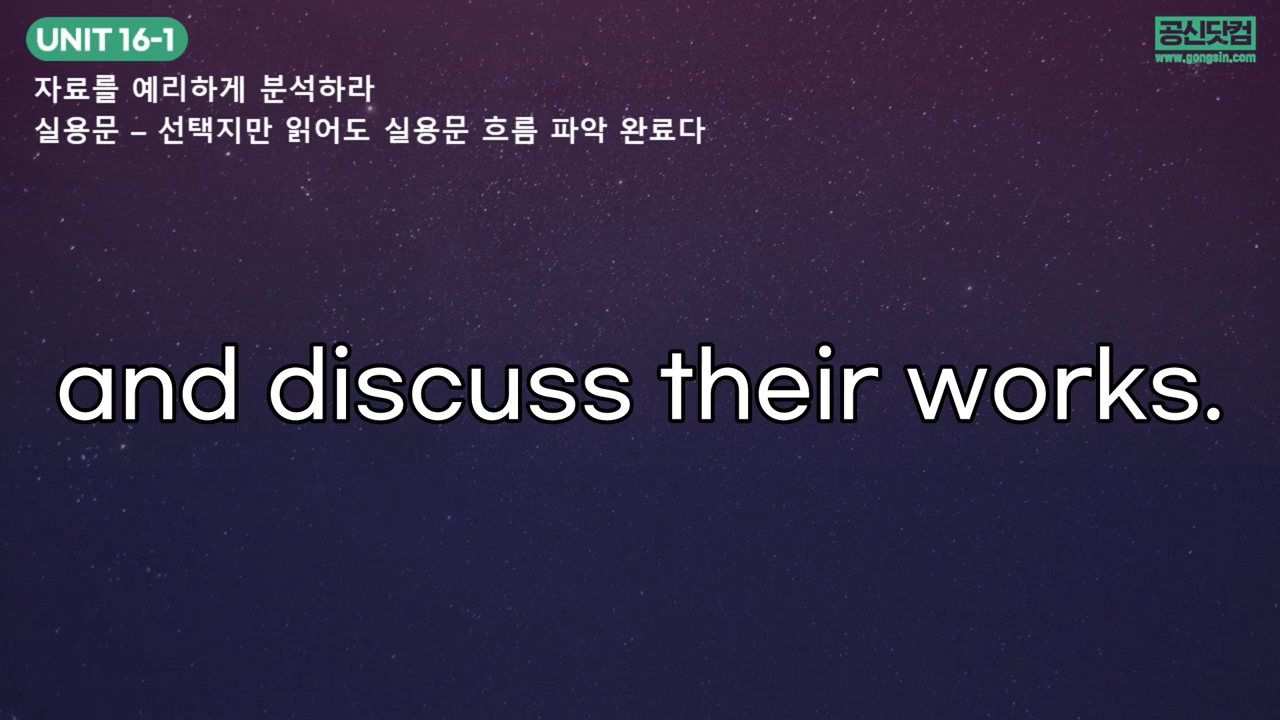 UNIT 16-1
공신닷컴
www.gongsin.com
자료를 예리하게 분석하라
실용문 – 선택지만 읽어도 실용문 흐름 파악 완료다
and discuss their works.